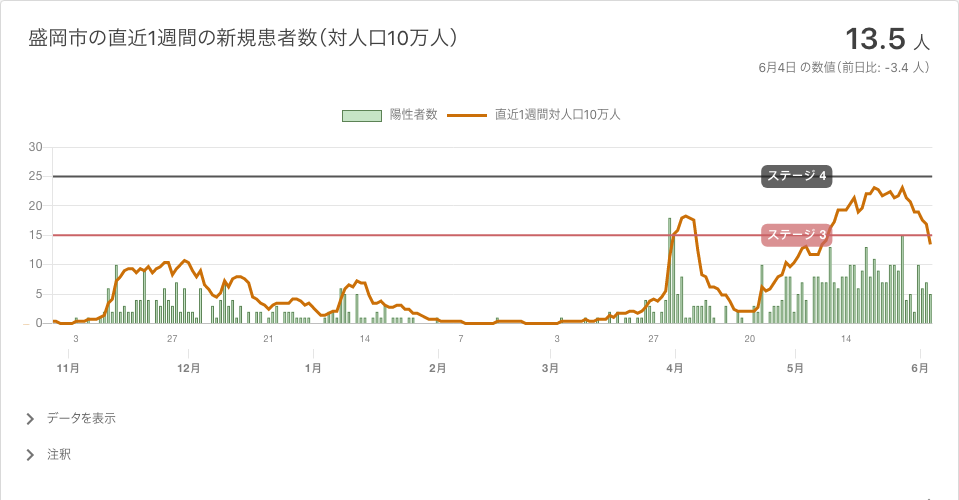 盛岡市の直近1週間の新規患者数（対人口10万人）
13.5 人
6月4日 の数値（前日比: -3.4 人）
陽性者数 直近1週間対人口10万人
30
25
20
15
10
5
0
ステージ 4
ステージ 3
3 27 21 14 7 3 27 20 14
11月 12月 1月 2月 3月 4月 5月 6月
データを表示
注釈